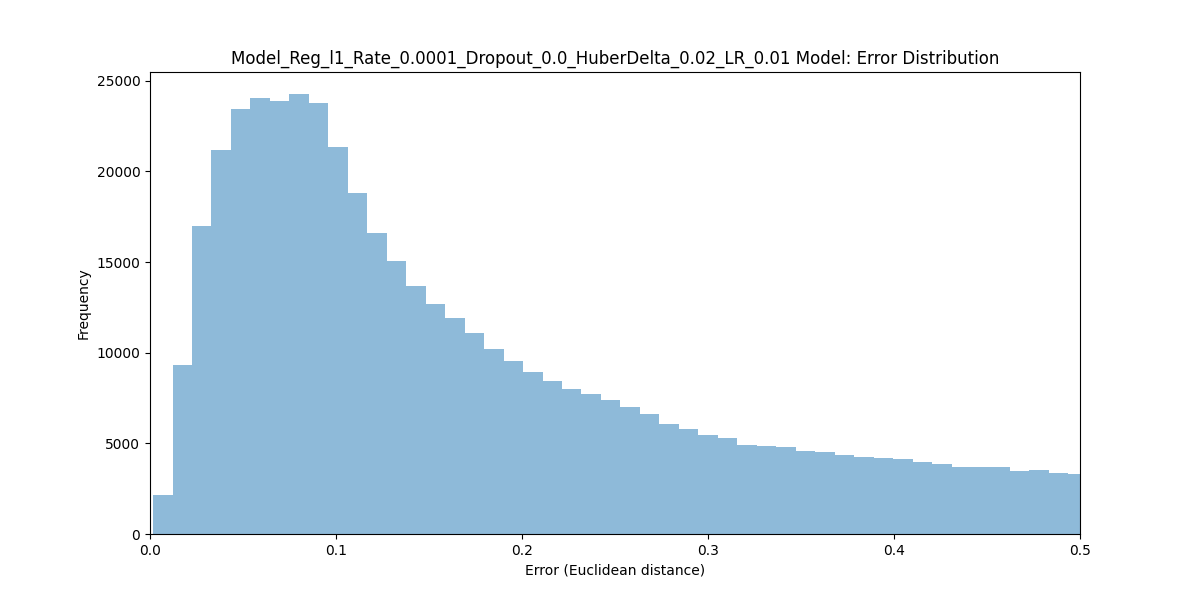 Model_Reg_l1_Rate_0.0001_Dropout_0.0_HuberDelta_0.02_LR_0.01 Model: Error Distribution
25000
20000
15000
10000
5000
0
Frequency
0.0 0.1 0.2 0.3 0.4 0.5
Error (Euclidean distance)